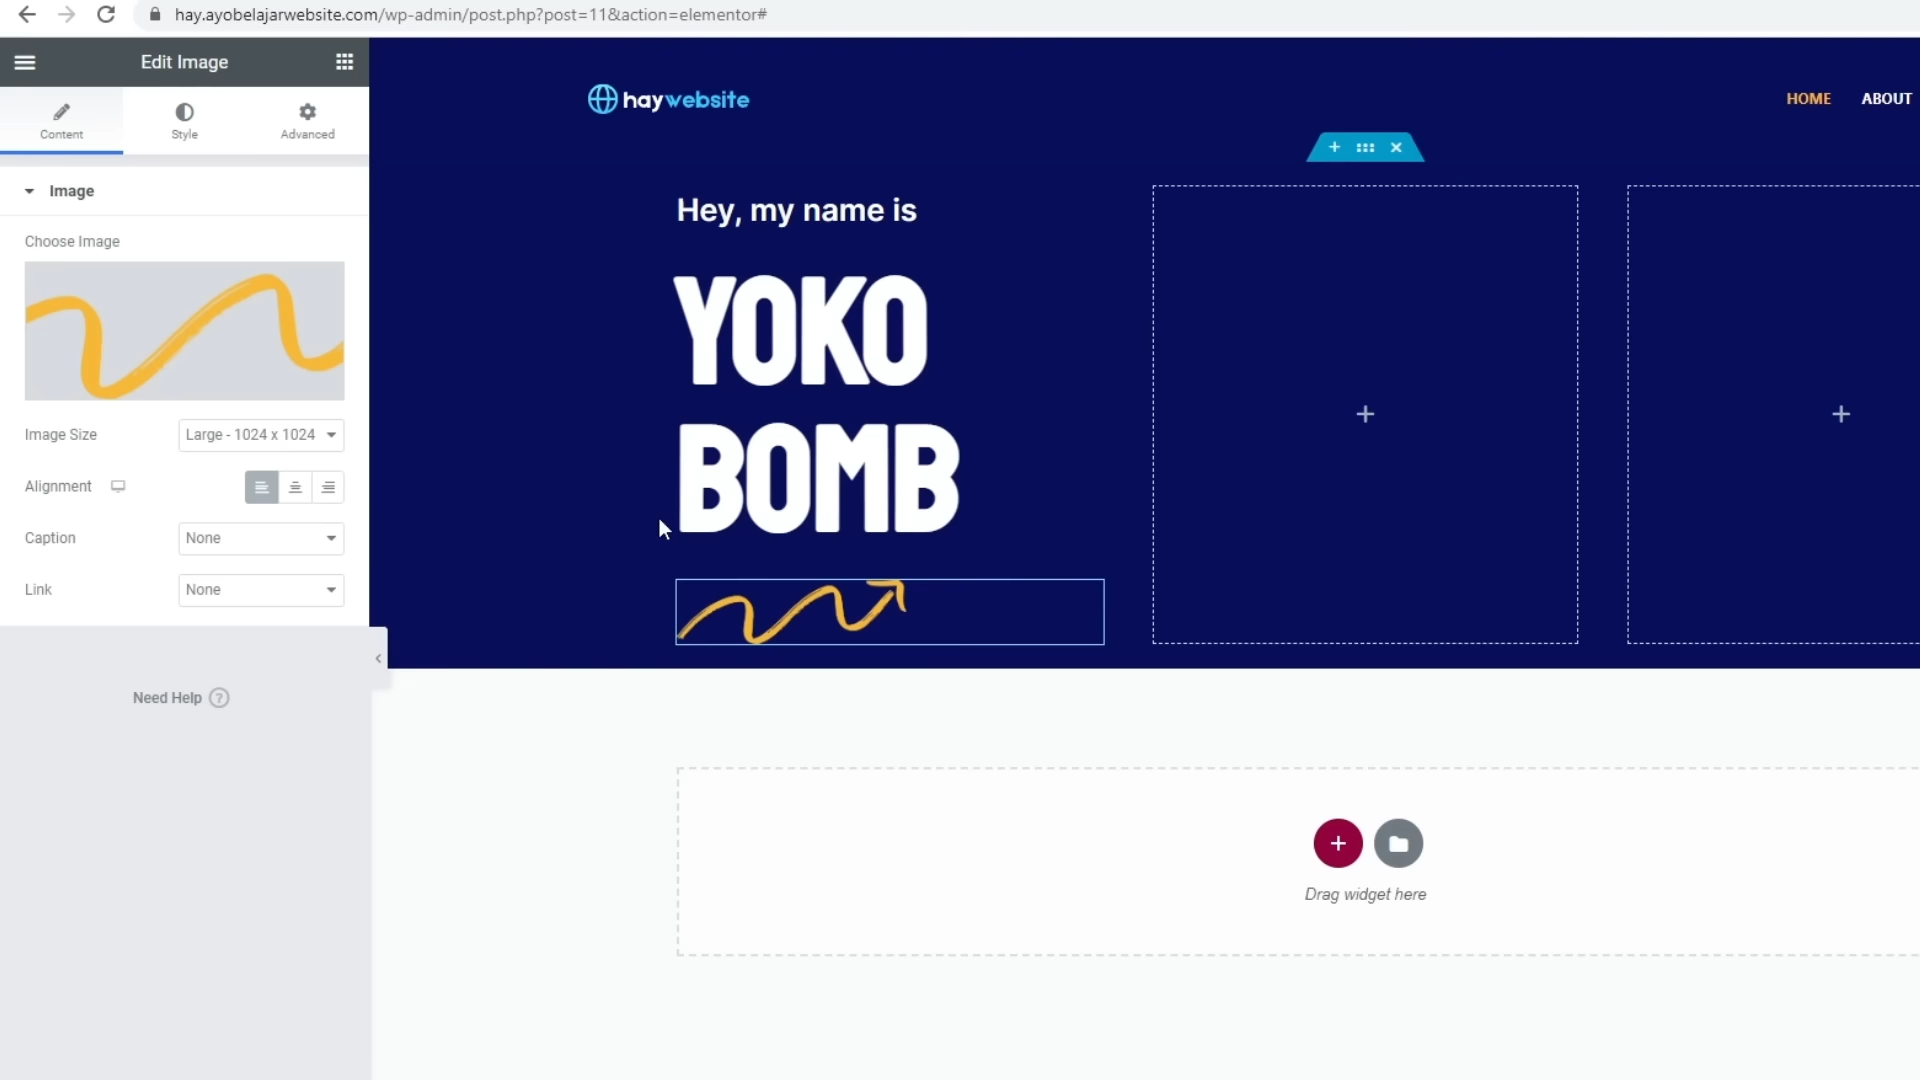 hay.ayobelajarwebsite.com/wp-admin/post.php?post=11&action=elementor#
Edit Image
Content
Style
Advanced
Image
Choose Image
Image Size
Large - 1024 x 1024
Alignment
Caption
None
Link
None
Need Help ?
haywebsite
HOME
ABOUT
Hey, my name is
YOKO
BOMB
Drag widget here